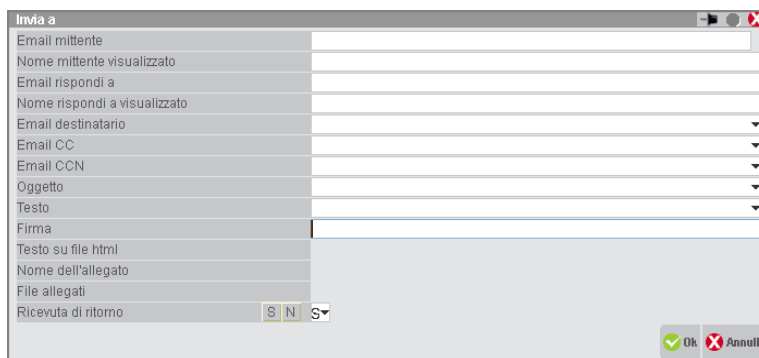 Invia a
Email mittente
Nome mittente visualizzato
Email rispondi a
Nome rispondi a visualizzato
Email destinatario
Email CC
Email CCN
Oggetto
Testo
Firma
Testo su file html
Nome dell'allegato
File allegati
Ricevuta di ritorno S N S
Ok Annull